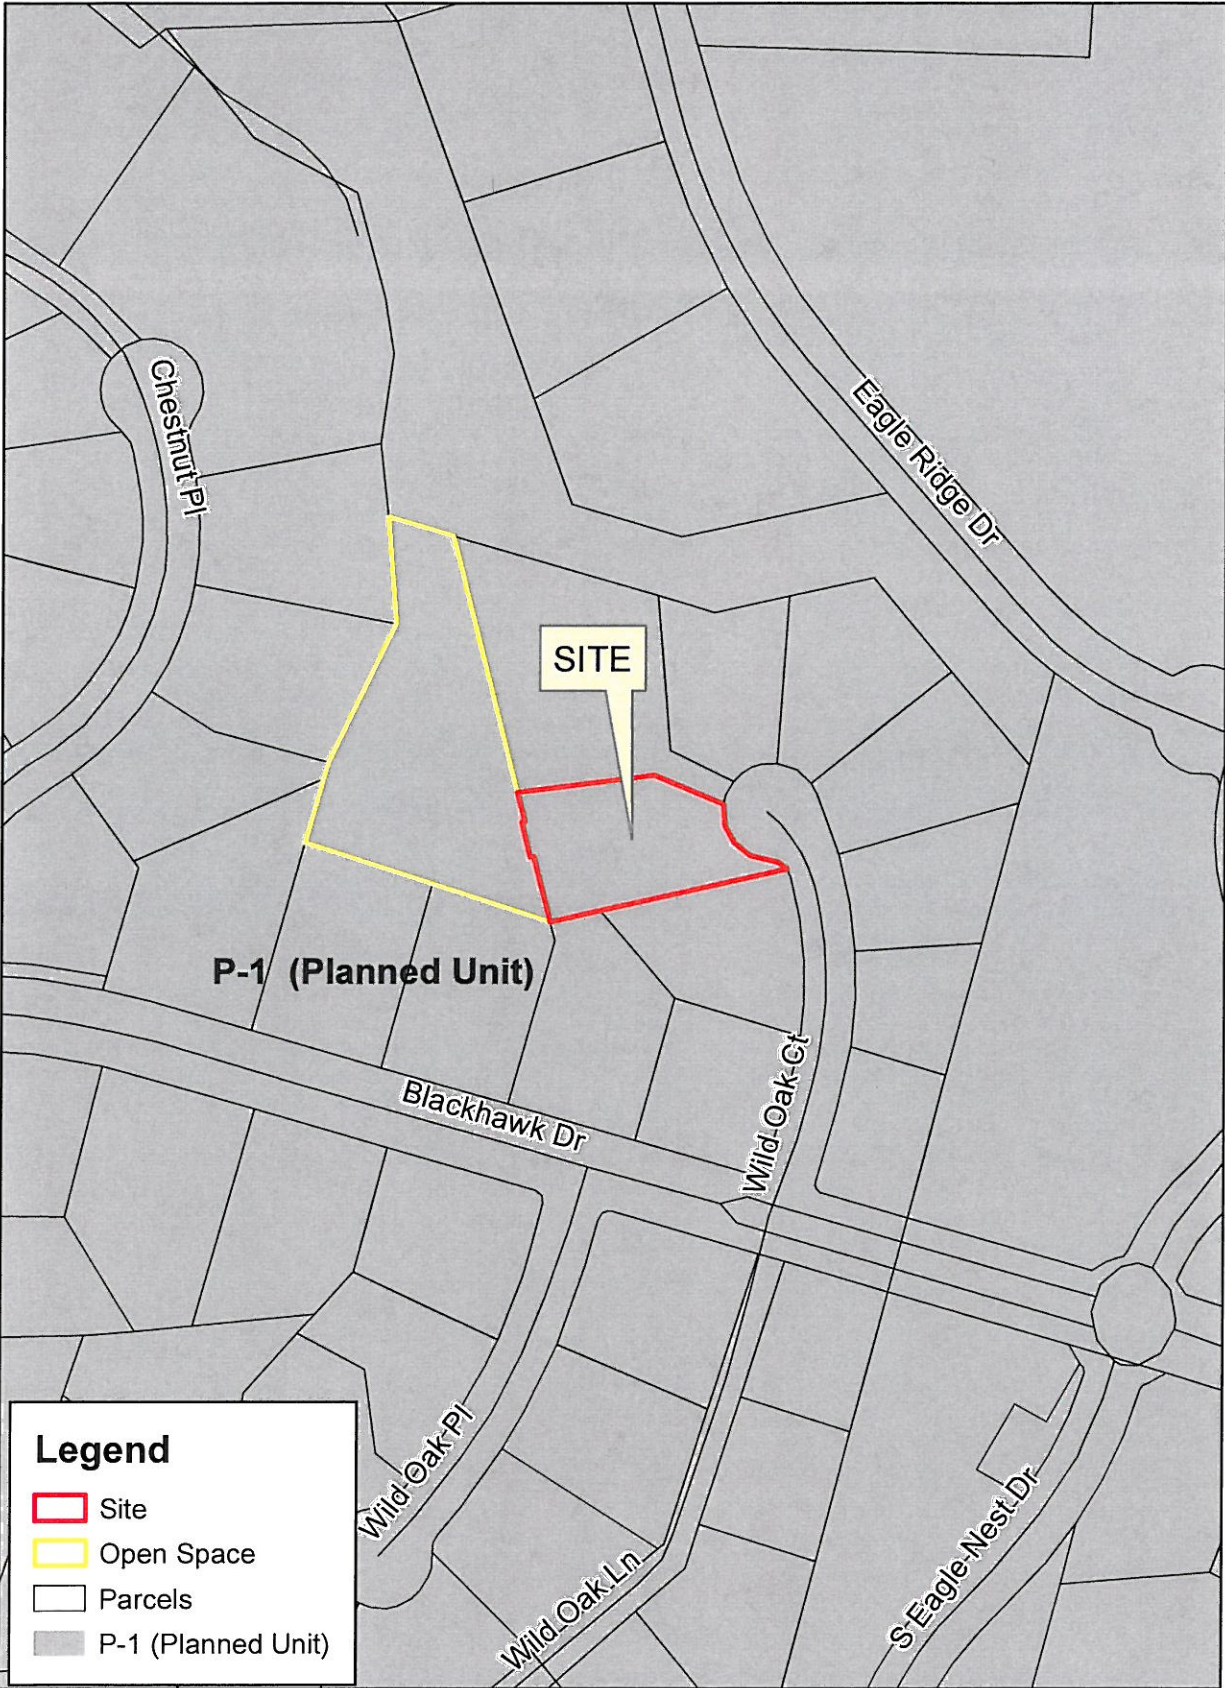 Chestnut Pl
Eagle Ridge Dr
SITE
P-1 (Planned Unit)
Blackhawk Dr
Wild Oak Ct
Wild Oak Pl
Wild Oak Ln
S Eagle Nest Dr
Legend
Site
Open Space
Parcels
P-1 (Planned Unit)